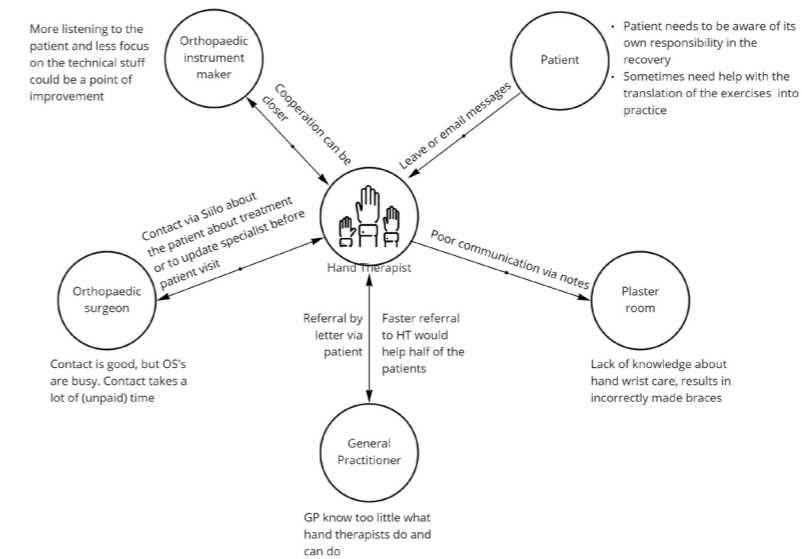 More listening to the
patient and less focus
on the technical stuff
could be a point of
improvement
Orthopaedic
instrument
maker
Patient
• Patient needs to be aware of its
own responsibility in the
recovery
• Sometimes need help with the
translation of the exercises into
practice
Cooperation can be
closer
Leave or email messages
Contact via Siilo about
the patient about treatment
or to update specialist before
patient visit
Hand Therapist
Poor communication via notes
Orthopaedic
surgeon
Plaster
room
Contact is good, but OS's
are busy. Contact takes a
lot of (unpaid) time
Referral by
letter via
patient
Faster referral
to HT would
help half of the
patients
Lack of knowledge about
hand wrist care, results in
incorrectly made braces
General
Practitioner
GP know too little what
hand therapists do and
can do